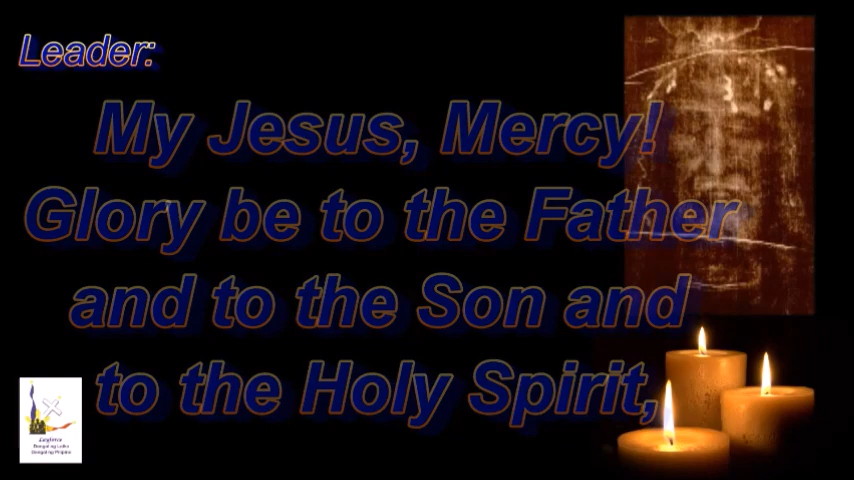 Leader:
My Jesus, Mercy!
Glory be to the Father
and to the Son and
to the Holy Spirit,